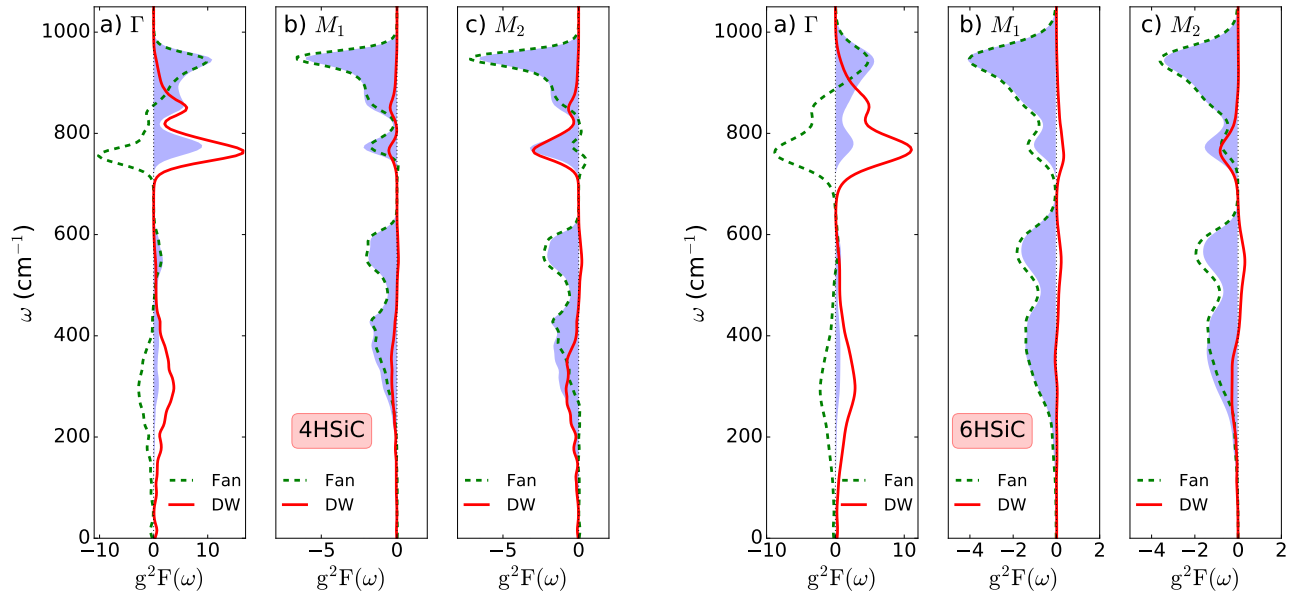 a) Γ
b) M₁
c) M₂
a) Γ
b) M₁
c) M₂
1000
800
600
400
200
0
ω (cm⁻¹)
1000
800
600
400
200
0
ω (cm⁻¹)
4HSiC
6HSiC
Fan
DW
Fan
DW
Fan
DW
Fan
DW
Fan
DW
Fan
DW
−10 0 10
−5 0
−5 0
−10 0 10
−4 −2 0 2
−4 −2 0 2
g²F(ω)
g²F(ω)
g²F(ω)
g²F(ω)
g²F(ω)
g²F(ω)